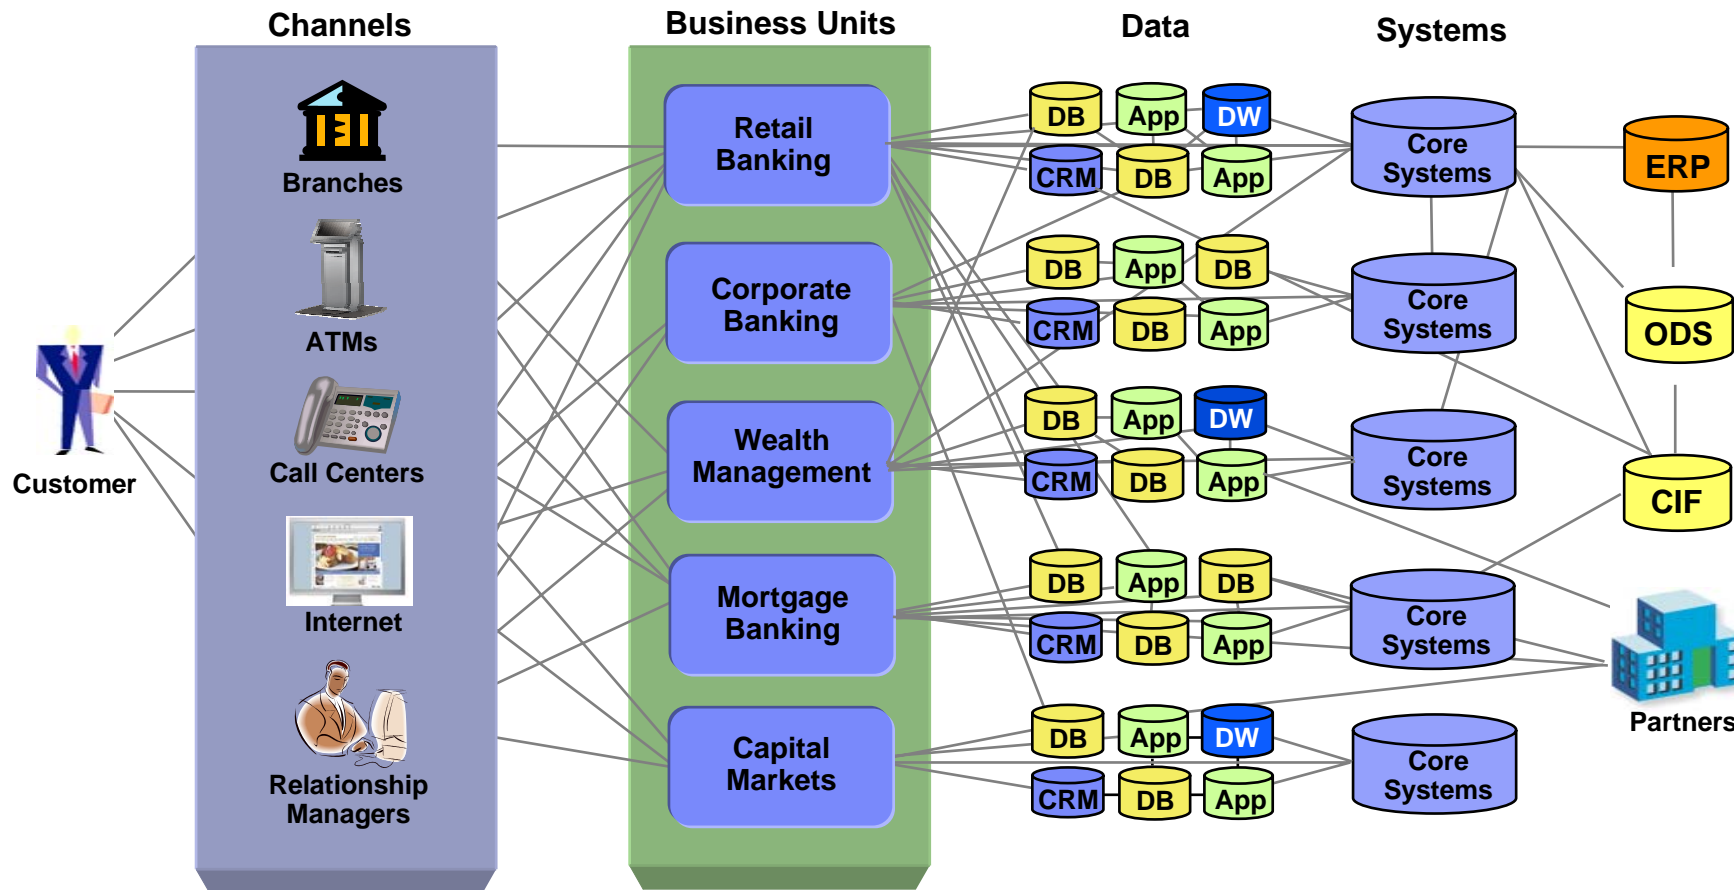 Channels
Business Units
Data
Systems
Customer
Branches
ATMs
Call Centers
Internet
Relationship
Managers
Retail
Banking
Corporate
Banking
Wealth
Management
Mortgage
Banking
Capital
Markets
DB
App
DW
CRM
DB
App
DB
App
DB
CRM
DB
App
DB
App
DW
CRM
DB
App
DB
App
DB
CRM
DB
App
DB
App
DW
CRM
DB
App
Core
Systems
Core
Systems
Core
Systems
Core
Systems
Core
Systems
ERP
ODS
CIF
Partners